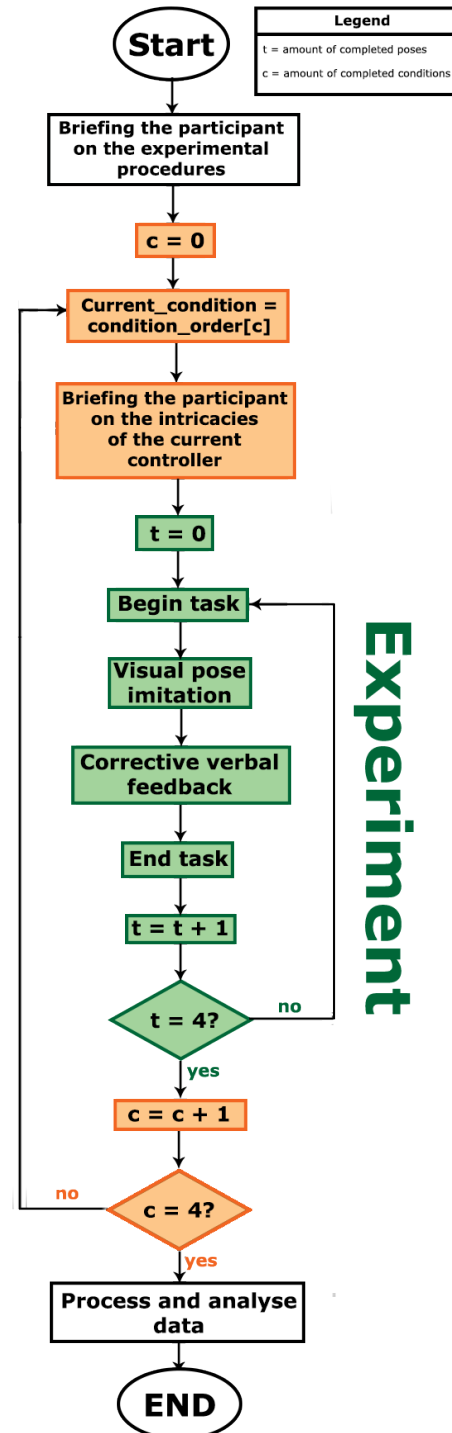 Start
Legend
t = amount of completed poses
c = amount of completed conditions
Briefing the participant
on the experimental
procedures
c = 0
Current_condition =
condition_order[c]
Briefing the participant
on the intricacies
of the current
controller
t = 0
Begin task
Visual pose
imitation
Corrective verbal
feedback
End task
t = t + 1
t = 4?
no
yes
c = c + 1
c = 4?
no
yes
Process and analyse
data
END
Experiment